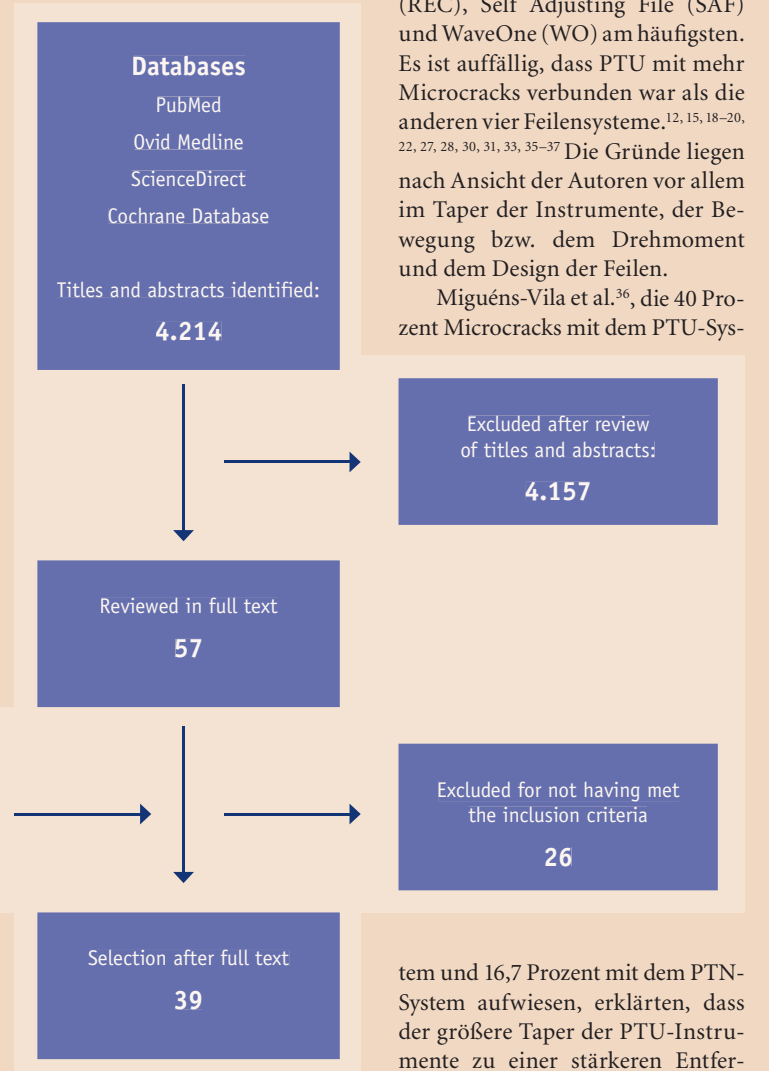 Databases
PubMed
Ovid Medline
ScienceDirect
Cochrane Database
Titles and abstracts identified:
4.214
Excluded after review
of titles and abstracts:
4.157
Reviewed in full text
57
Excluded for not having met
the inclusion criteria
26
Selection after full text
39
(REC), Self Adjusting File (SAF)
und WaveOne (WO) am häufigsten.
Es ist auffällig, dass PTU mit mehr
Microcracks verbunden war als die
anderen vier Feilensysteme.12, 15, 18–20,
22, 27, 28, 30, 31, 33, 35–37 Die Gründe liegen
nach Ansicht der Autoren vor allem
im Taper der Instrumente, der Be-
wegung bzw. dem Drehmoment
und dem Design der Feilen.
Miguéns-Vila et al.36, die 40 Pro-
zent Microcracks mit dem PTU-Sys-
tem und 16,7 Prozent mit dem PTN-
System aufwiesen, erklärten, dass
der größere Taper der PTU-Instru-
mente zu einer stärkeren Entfer-